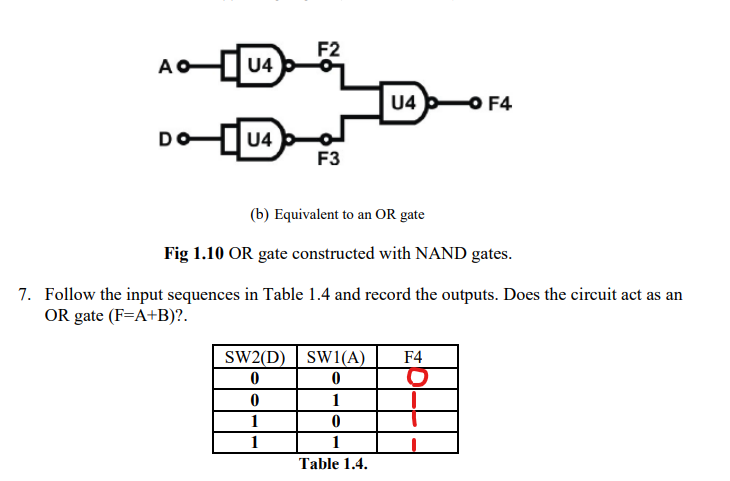 F2
A U4
U4 F4
D U4
F3
(b) Equivalent to an OR gate
Fig 1.10 OR gate constructed with NAND gates.
7. Follow the input sequences in Table 1.4 and record the outputs. Does the circuit act as an
OR gate (F=A+B)?.
SW2(D) SW1(A) F4
0 0 0
0 1 1
1 0 1
1 1 1
Table 1.4.